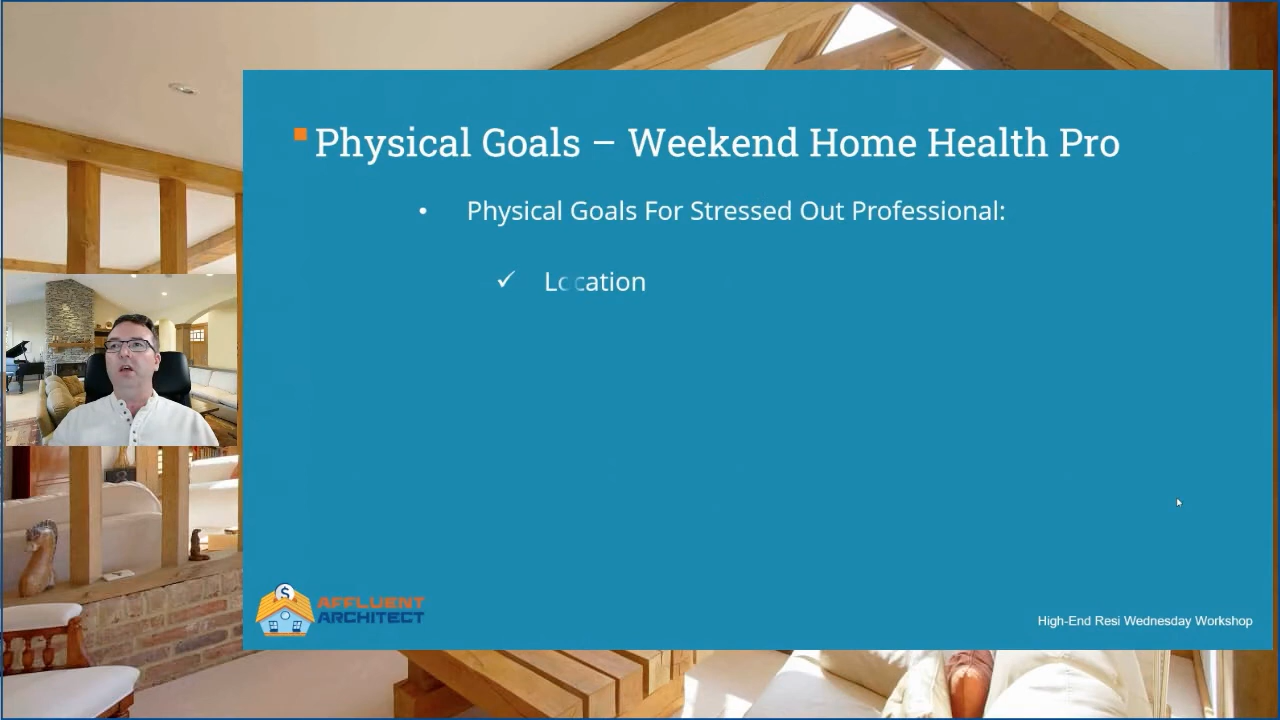 Physical Goals – Weekend Home Health Pro
• Physical Goals For Stressed Out Professional:
✓ Location
$
AFFLUENT
ARCHITECT
High-End Resi Wednesday Workshop